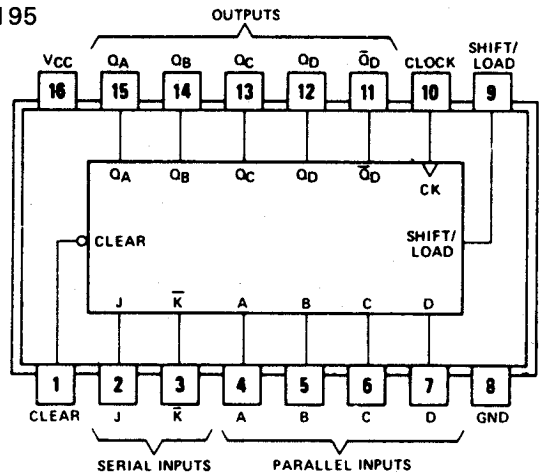 195
OUTPUTS
VCC QA QB QC QD Q̄D CLOCK SHIFT/
LOAD
16 15 14 13 12 11 10 9
QA QB QC QD Q̄D CK
CLEAR SHIFT/
LOAD
J K̄ A B C D
1 2 3 4 5 6 7 8
CLEAR J K̄ A B C D GND
SERIAL INPUTS PARALLEL INPUTS